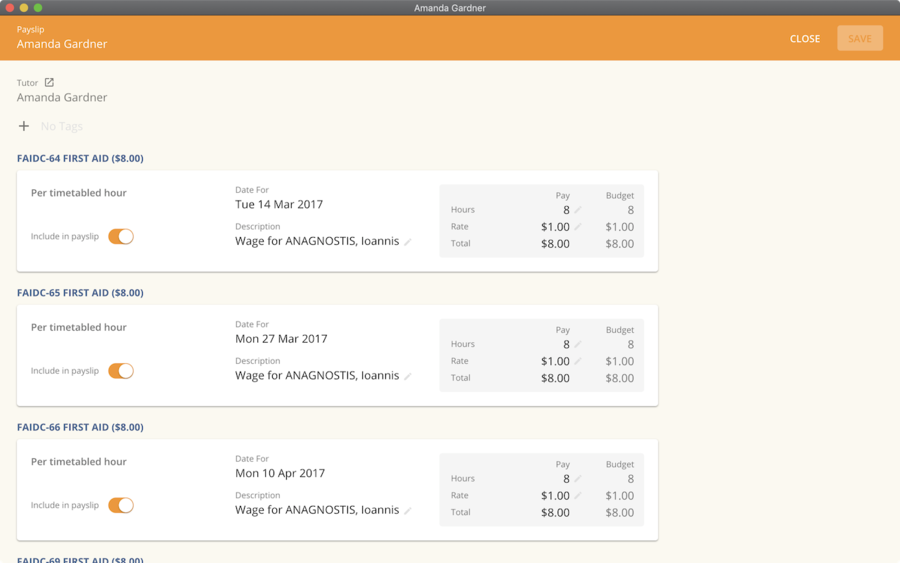 Amanda Gardner
Payslip
Amanda Gardner
CLOSE
SAVE
Tutor
Amanda Gardner
No Tags
FAIDC-64 FIRST AID ($8.00)
Per timetabled hour
Include in payslip
Date For
Tue 14 Mar 2017
Description
Wage for ANAGNOSTIS, Ioannis
Pay Budget
Hours 8 8
Rate $1.00 $1.00
Total $8.00 $8.00
FAIDC-65 FIRST AID ($8.00)
Per timetabled hour
Include in payslip
Date For
Mon 27 Mar 2017
Description
Wage for ANAGNOSTIS, Ioannis
Pay Budget
Hours 8 8
Rate $1.00 $1.00
Total $8.00 $8.00
FAIDC-66 FIRST AID ($8.00)
Per timetabled hour
Include in payslip
Date For
Mon 10 Apr 2017
Description
Wage for ANAGNOSTIS, Ioannis
Pay Budget
Hours 8 8
Rate $1.00 $1.00
Total $8.00 $8.00
FAIDC-69 FIRST AID ($8.00)